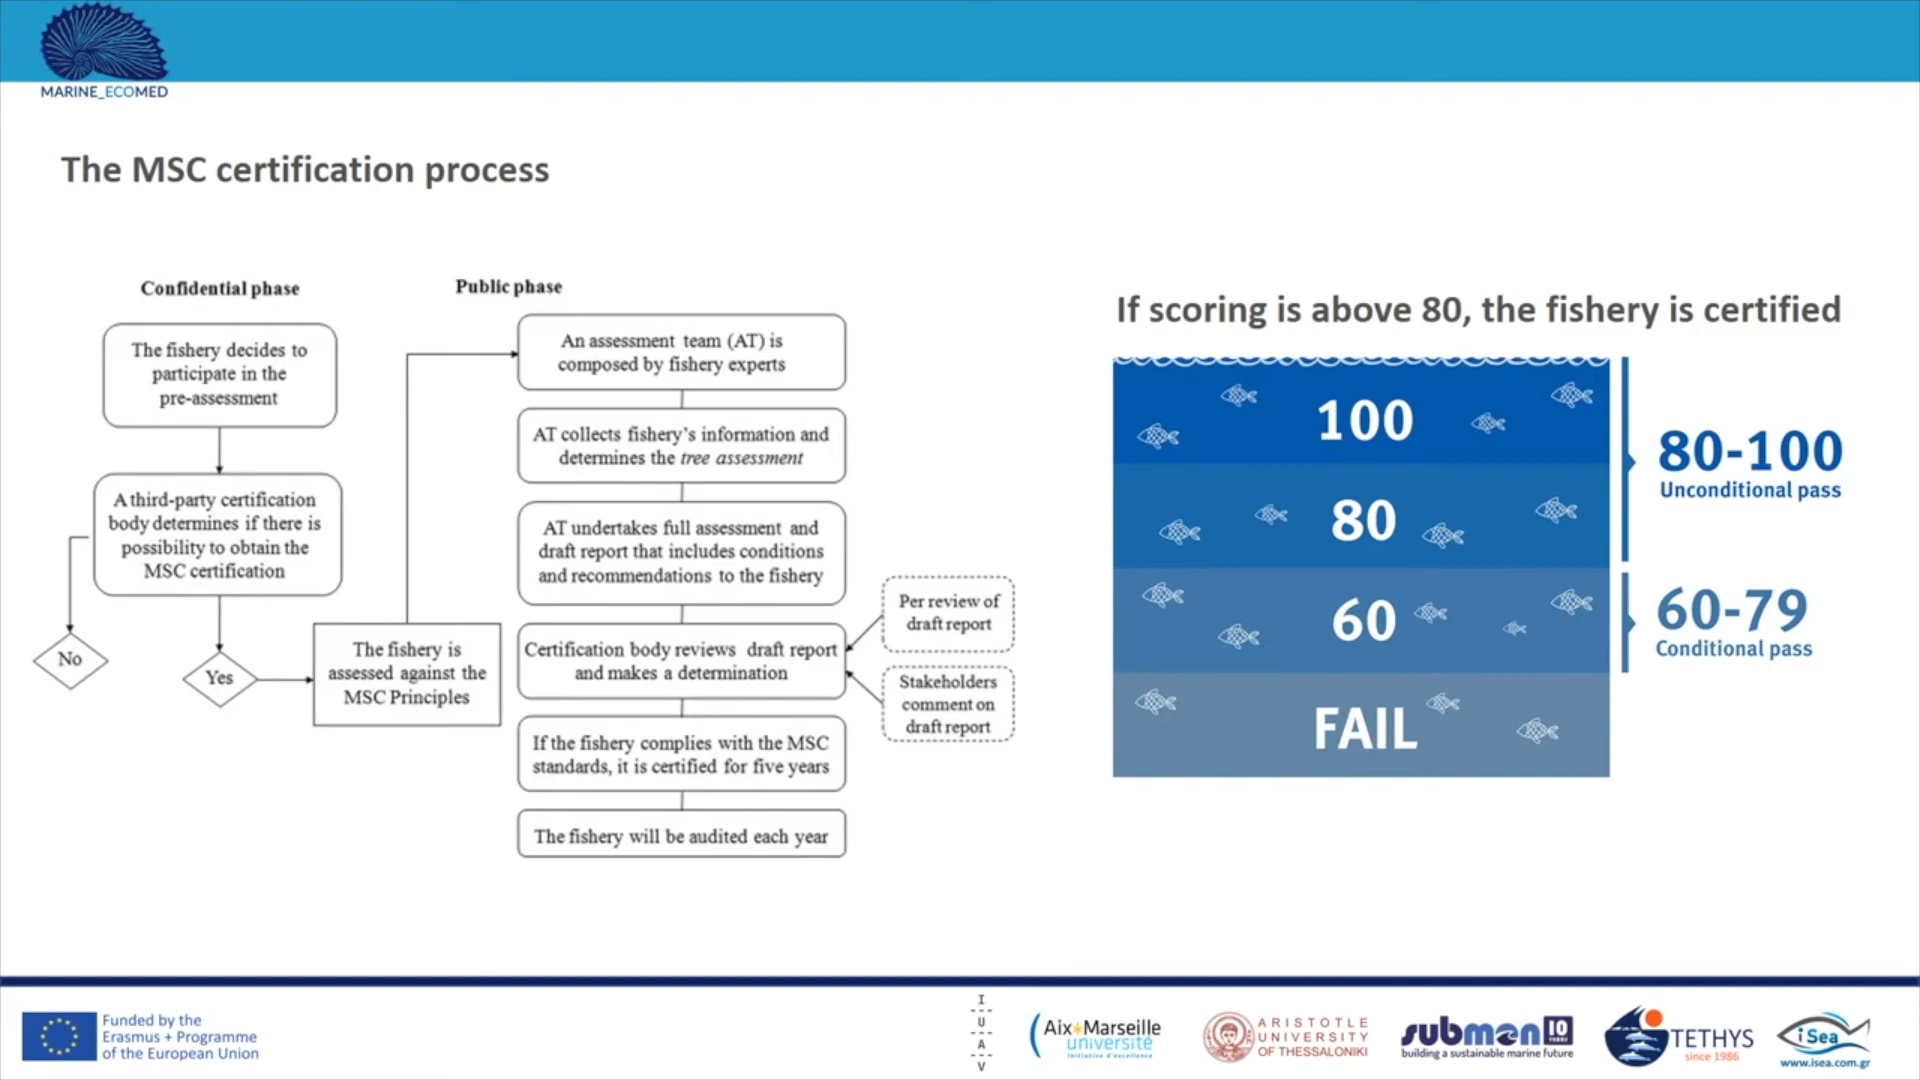 MARINE_ECOMED
The MSC certification process
Confidential phase
The fishery decides to
participate in the
pre-assessment
A third-party certification
body determines if there is
possibility to obtain the
MSC certification
No
Yes
The fishery is
assessed against the
MSC Principles
Public phase
An assessment team (AT) is
composed by fishery experts
AT collects fishery's information and
determines the tree assessment
AT undertakes full assessment and
draft report that includes conditions
and recommendations to the fishery
Certification body reviews draft report
and makes a determination
Per review of
draft report
Stakeholders
comment on
draft report
If the fishery complies with the MSC
standards, it is certified for five years
The fishery will be audited each year
If scoring is above 80, the fishery is certified
100
80
60
FAIL
80-100
Unconditional pass
60-79
Conditional pass
Funded by the
Erasmus + Programme
of the European Union
I
U
A
V
Aix*Marseille
université
Initiative d'excellence
ARISTOTLE
UNIVERSITY
OF THESSALONIKI
submon 10
YEARS
building a sustainable marine future
TETHYS
since 1986
iSea
www.isea.com.gr